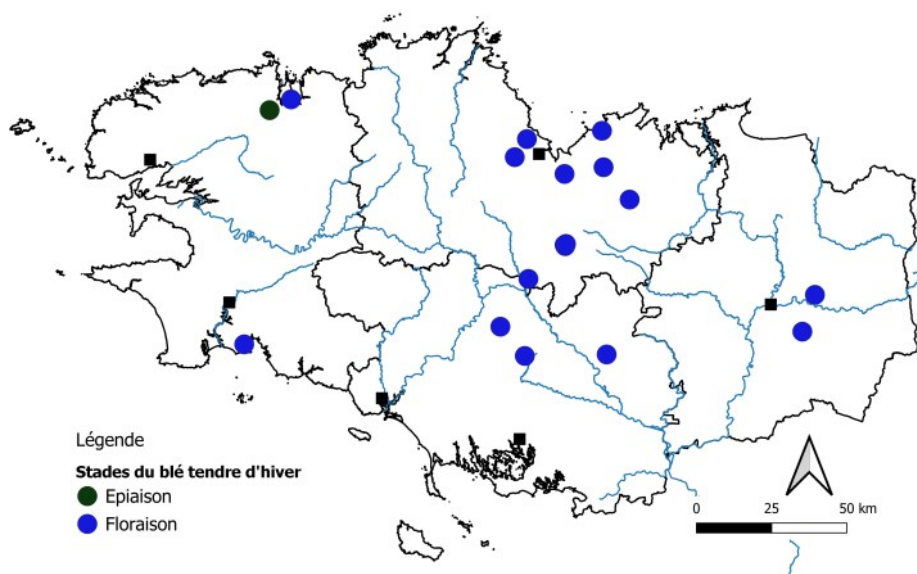 Légende
Stades du blé tendre d'hiver
Epiaison
Floraison
0 25 50 km